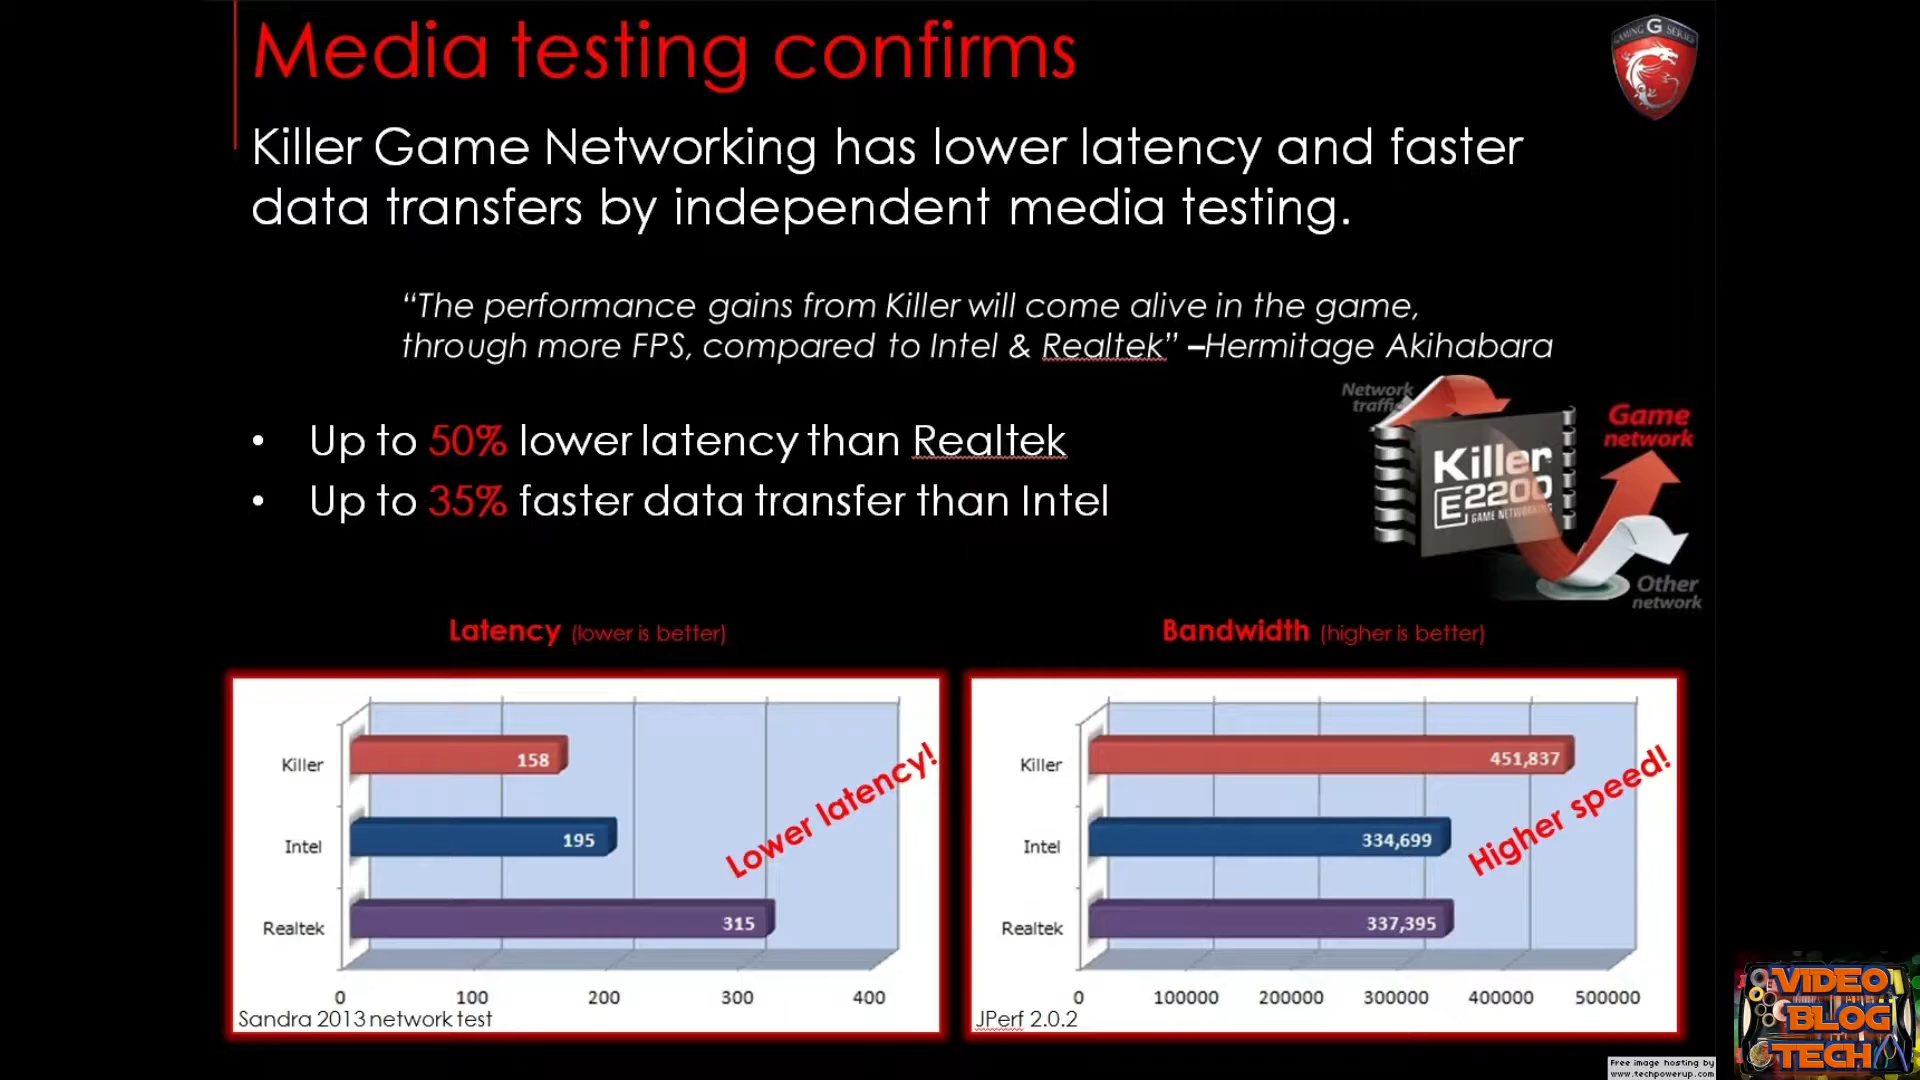 Media testing confirms
GAMING G SERIES
Killer Game Networking has lower latency and faster
data transfers by independent media testing.
“The performance gains from Killer will come alive in the game,
through more FPS, compared to Intel & Realtek” –Hermitage Akihabara
• Up to 50% lower latency than Realtek
• Up to 35% faster data transfer than Intel
Network
traffic
Game
network
Killer
E2200
GAME NETWORKING
Other
network
Latency (lower is better)
Killer
158
Intel
195
Realtek
315
Lower latency!
0 100 200 300 400
Sandra 2013 network test
Bandwidth (higher is better)
Killer
451,837
Intel
334,699
Realtek
337,395
Higher speed!
0 100000 200000 300000 400000 500000
JPerf 2.0.2
VIDEO
BLOG
TECH
Free image hosting by
www.techpowerup.com